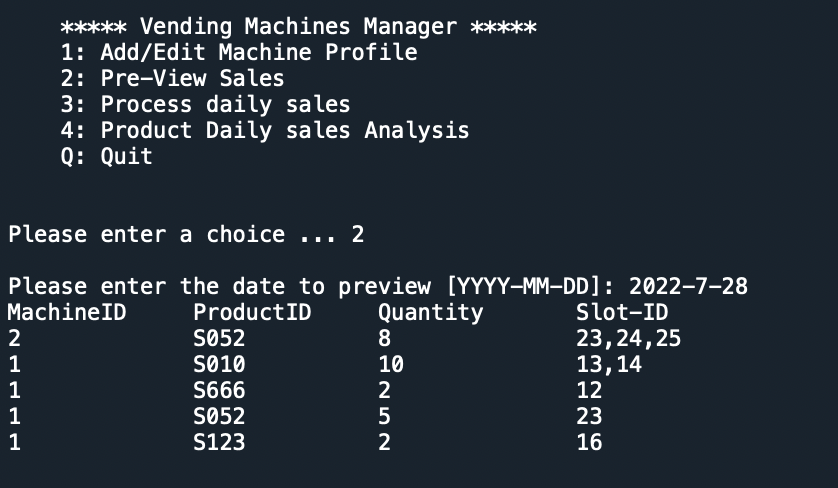 ***** Vending Machines Manager *****
1: Add/Edit Machine Profile
2: Pre-View Sales
3: Process daily sales
4: Product Daily sales Analysis
Q: Quit
Please enter a choice ... 2
Please enter the date to preview [YYYY-MM-DD]: 2022-7-28
MachineID ProductID Quantity Slot-ID
2 S052 8 23,24,25
1 S010 10 13,14
1 S666 2 12
1 S052 5 23
1 S123 2 16